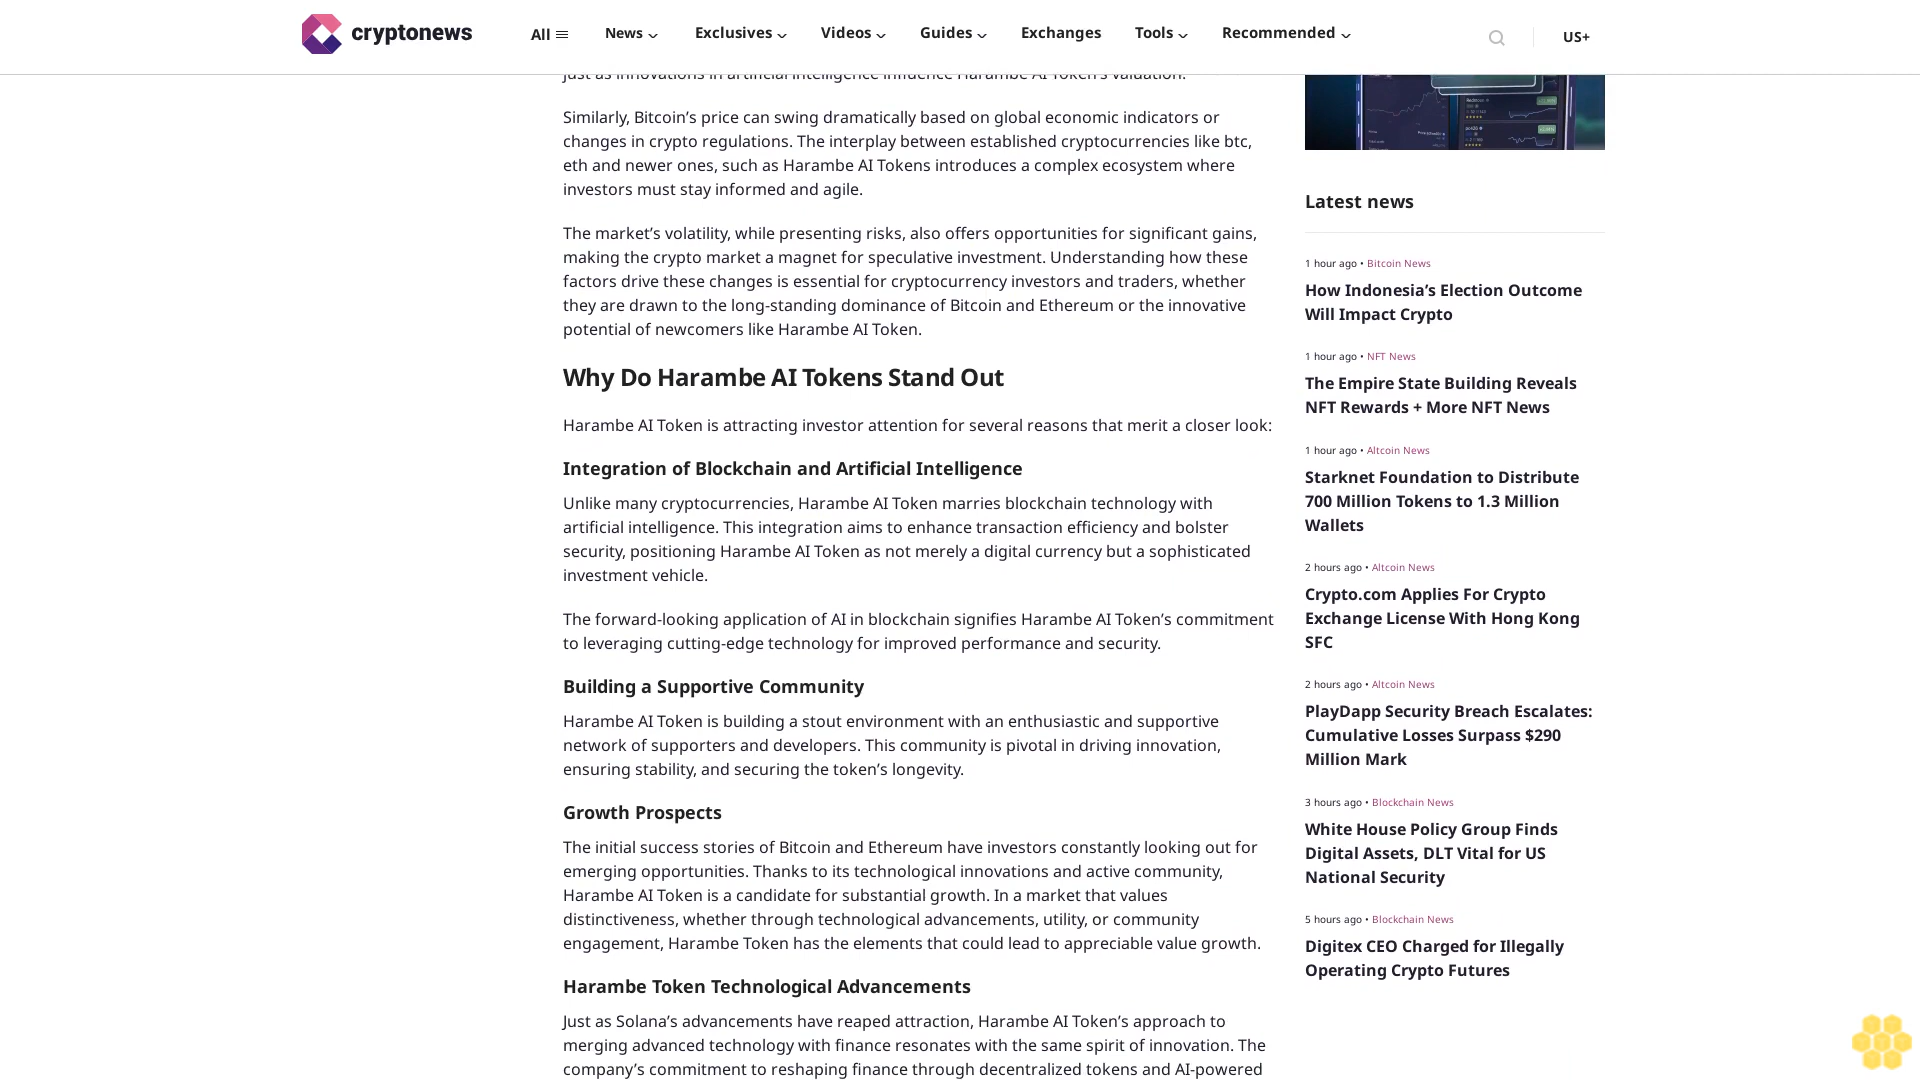 cryptonews
All
News
Exclusives
Videos
Guides
Exchanges
Tools
Recommended
US+
just as innovations in artificial intelligence influence Harambe AI Token’s valuation.
Similarly, Bitcoin’s price can swing dramatically based on global economic indicators or
changes in crypto regulations. The interplay between established cryptocurrencies like btc,
eth and newer ones, such as Harambe AI Tokens introduces a complex ecosystem where
investors must stay informed and agile.
The market’s volatility, while presenting risks, also offers opportunities for significant gains,
making the crypto market a magnet for speculative investment. Understanding how these
factors drive these changes is essential for cryptocurrency investors and traders, whether
they are drawn to the long-standing dominance of Bitcoin and Ethereum or the innovative
potential of newcomers like Harambe AI Token.
Why Do Harambe AI Tokens Stand Out
Harambe AI Token is attracting investor attention for several reasons that merit a closer look:
Integration of Blockchain and Artificial Intelligence
Unlike many cryptocurrencies, Harambe AI Token marries blockchain technology with
artificial intelligence. This integration aims to enhance transaction efficiency and bolster
security, positioning Harambe AI Token as not merely a digital currency but a sophisticated
investment vehicle.
The forward-looking application of AI in blockchain signifies Harambe AI Token’s commitment
to leveraging cutting-edge technology for improved performance and security.
Building a Supportive Community
Harambe AI Token is building a stout environment with an enthusiastic and supportive
network of supporters and developers. This community is pivotal in driving innovation,
ensuring stability, and securing the token’s longevity.
Growth Prospects
The initial success stories of Bitcoin and Ethereum have investors constantly looking out for
emerging opportunities. Thanks to its technological innovations and active community,
Harambe AI Token is a candidate for substantial growth. In a market that values
distinctiveness, whether through technological advancements, utility, or community
engagement, Harambe Token has the elements that could lead to appreciable value growth.
Harambe Token Technological Advancements
Just as Solana’s advancements have reaped attraction, Harambe AI Token’s approach to
merging advanced technology with finance resonates with the same spirit of innovation. The
company’s commitment to reshaping finance through decentralized tokens and AI-powered
Latest news
1 hour ago • Bitcoin News
How Indonesia’s Election Outcome
Will Impact Crypto
1 hour ago • NFT News
The Empire State Building Reveals
NFT Rewards + More NFT News
1 hour ago • Altcoin News
Starknet Foundation to Distribute
700 Million Tokens to 1.3 Million
Wallets
2 hours ago • Altcoin News
Crypto.com Applies For Crypto
Exchange License With Hong Kong
SFC
2 hours ago • Altcoin News
PlayDapp Security Breach Escalates:
Cumulative Losses Surpass $290
Million Mark
3 hours ago • Blockchain News
White House Policy Group Finds
Digital Assets, DLT Vital for US
National Security
5 hours ago • Blockchain News
Digitex CEO Charged for Illegally
Operating Crypto Futures